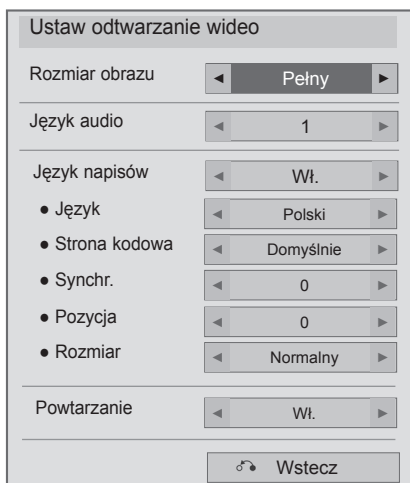 Ustaw odtwarzanie wideo
Rozmiar obrazu ◄ Pełny ►
Język audio ◄ 1 ►
Język napisów ◄ Wł. ►
● Język ◄ Polski ►
● Strona kodowa ◄ Domyślnie ►
● Synchr. ◄ 0 ►
● Pozycja ◄ 0 ►
● Rozmiar ◄ Normalny ►
Powtarzanie ◄ Wł. ►
Wstecz